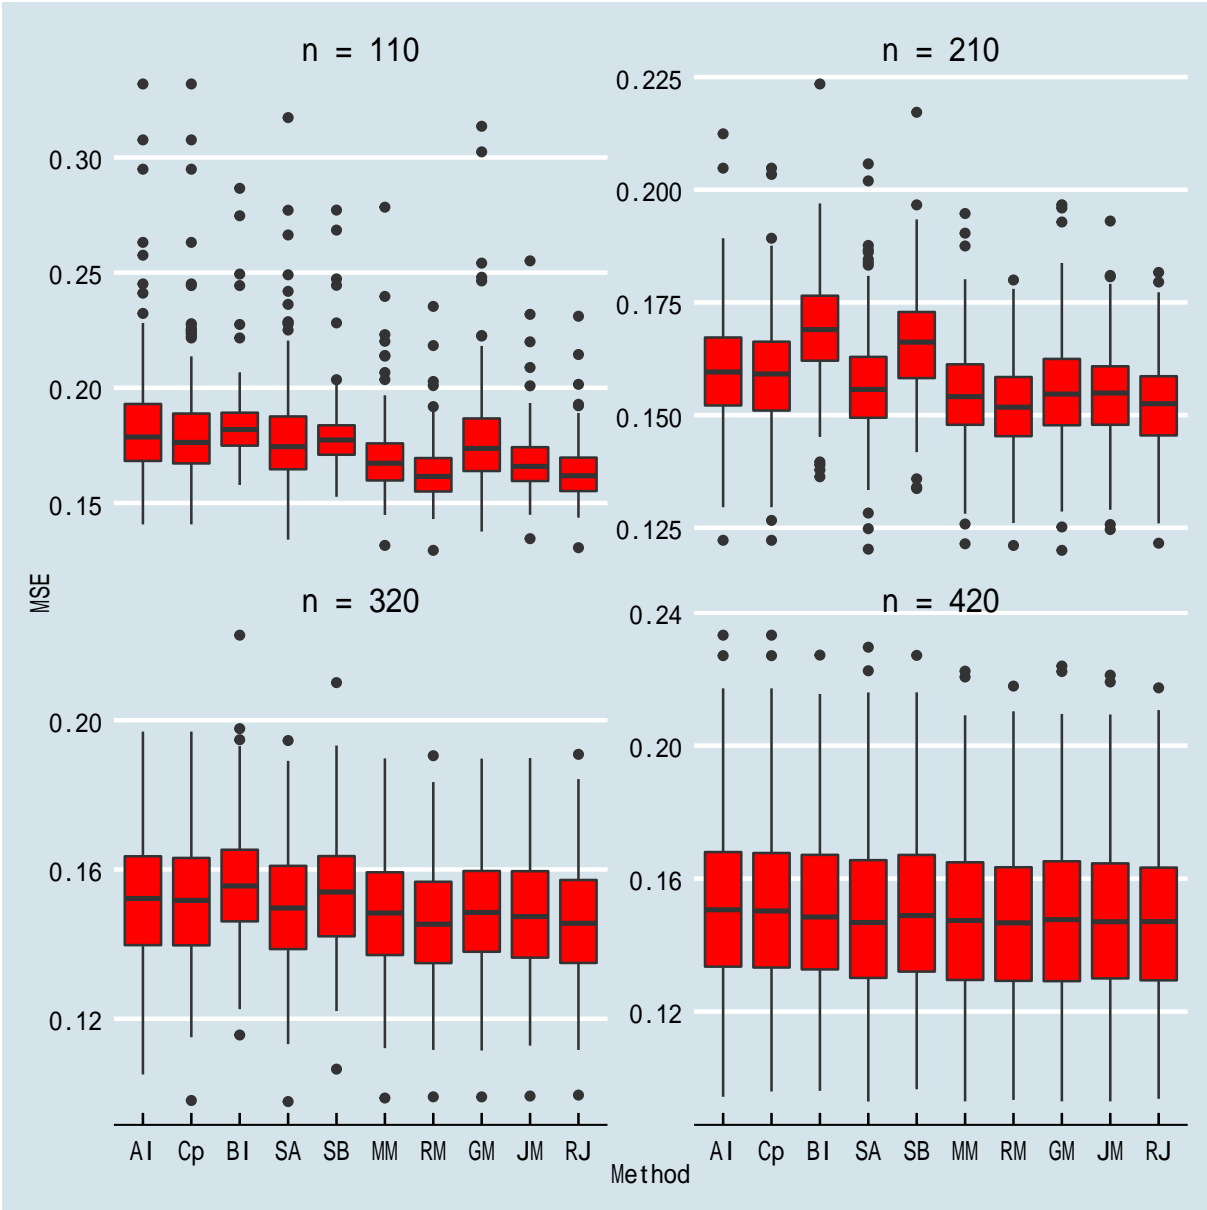 n = 110
0.30
0.25
0.20
0.15
n = 210
0.225
0.200
0.175
0.150
0.125
MSE
n = 320
0.20
0.16
0.12
n = 420
0.24
0.20
0.16
0.12
AI Cp BI SA SB MM RM GM JM RJ
AI Cp BI SA SB MM RM GM JM RJ
Method